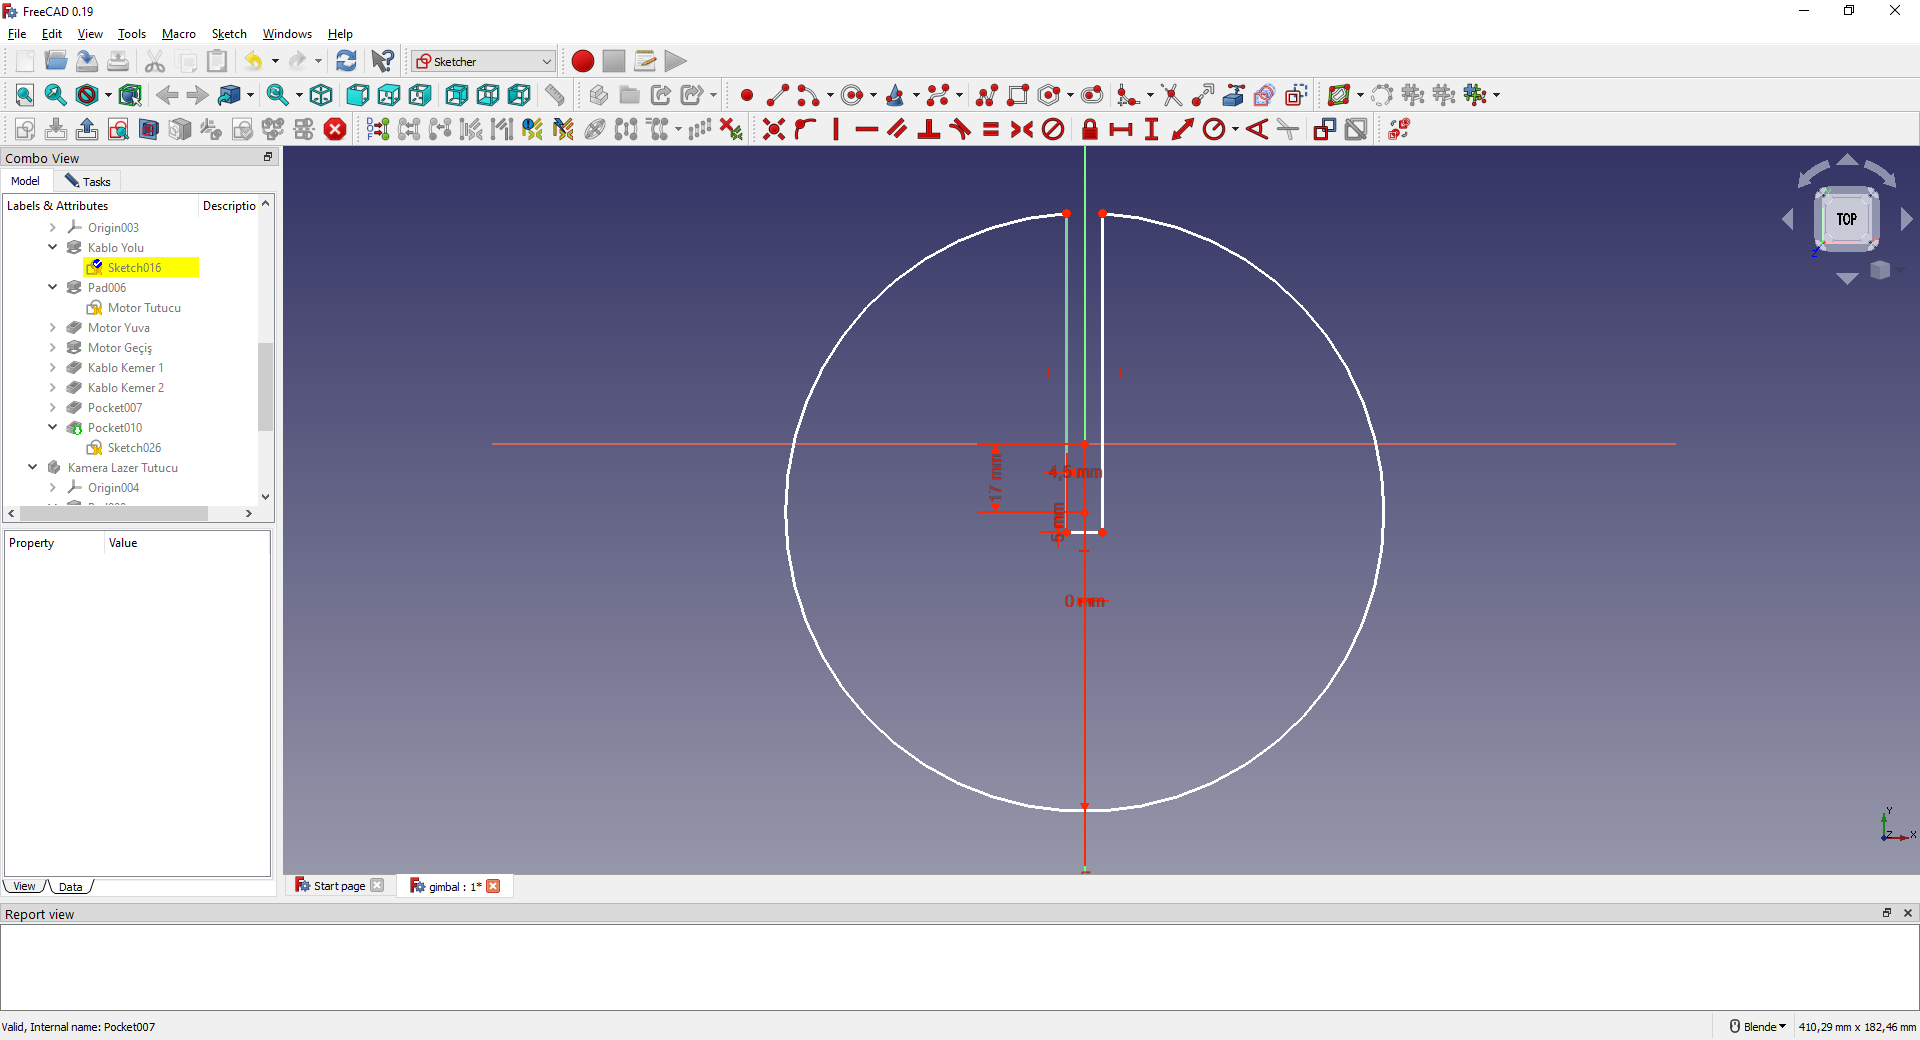 FreeCAD 0.19
File Edit View Tools Macro Sketch Windows Help
Sketcher
Combo View
Model Tasks
Labels & Attributes Descriptio
Origin003
Kablo Yolu
Sketch016
Pad006
Motor Tutucu
Motor Yuva
Motor Geçiş
Kablo Kemer 1
Kablo Kemer 2
Pocket007
Pocket010
Sketch026
Kamera Lazer Tutucu
Origin004
Property Value
View Data
TOP
Z
17 mm
4,5 mm
5 mm
0 mm
Y
Z X
Start page
gimbal : 1*
Report view
Valid, Internal name: Pocket007
Blende
410,29 mm x 182,46 mm